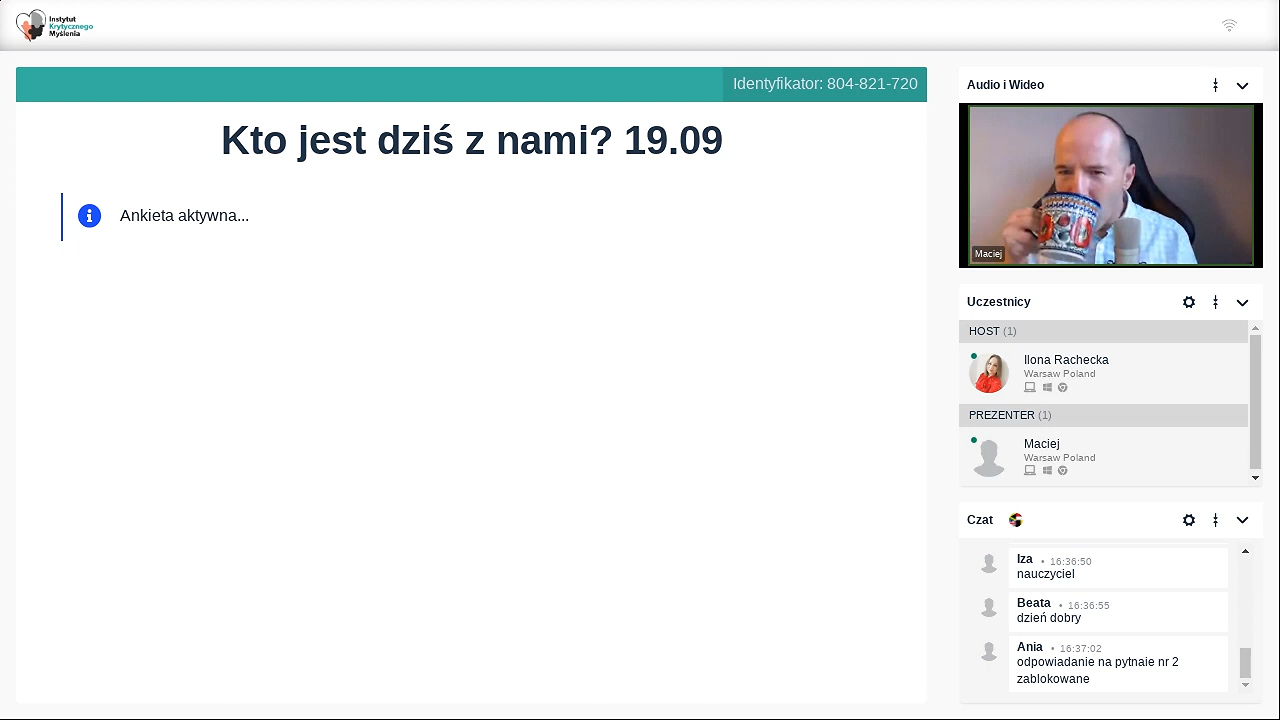 Instytut
Krytycznego
Myślenia
Identyfikator: 804-821-720
Kto jest dziś z nami? 19.09
Ankieta aktywna...
Audio i Wideo
Maciej
Uczestnicy
HOST (1)
Ilona Rachecka
Warsaw Poland
PREZENTER (1)
Maciej
Warsaw Poland
Czat
Iza • 16:36:50
nauczyciel
Beata • 16:36:55
dzień dobry
Ania • 16:37:02
odpowiadanie na pytnaie nr 2
zablokowane